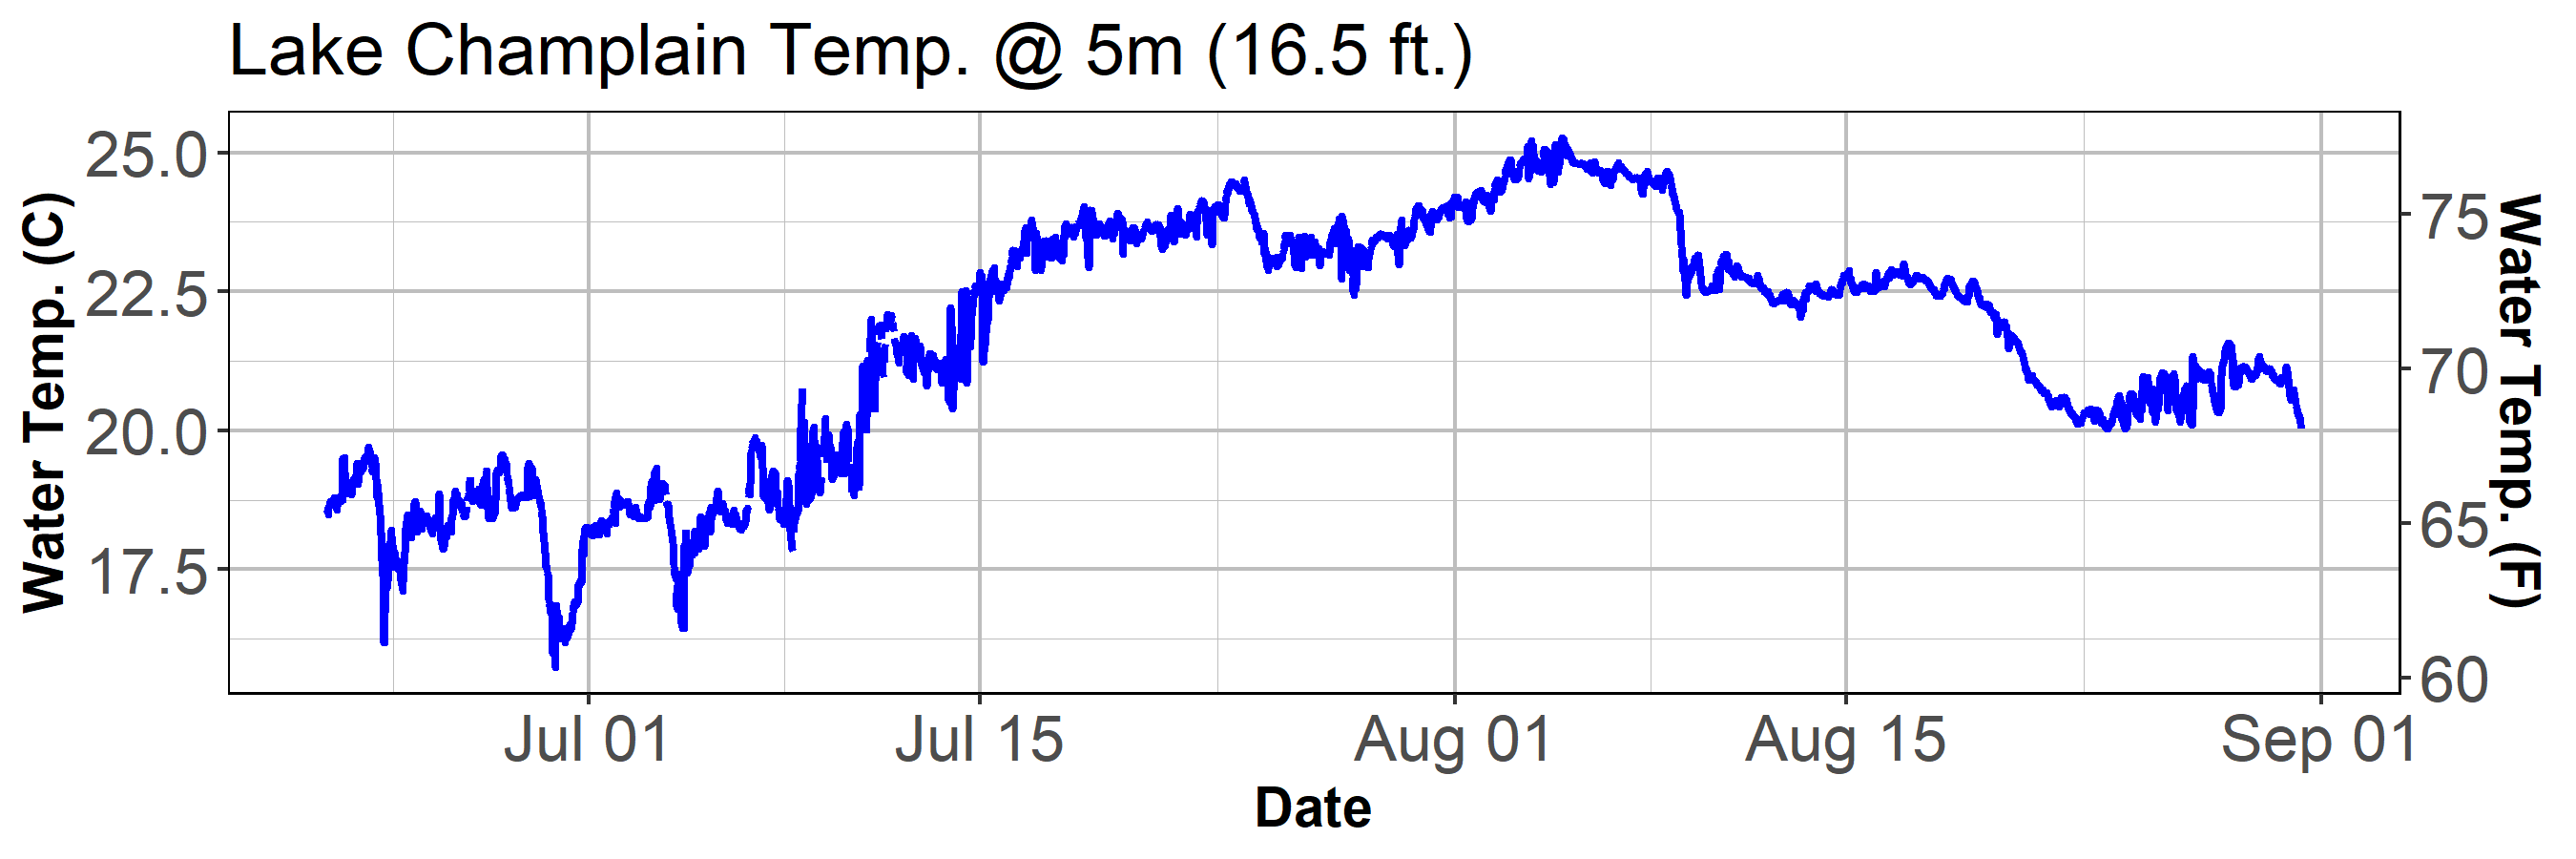 Lake Champlain Temp. @ 5m (16.5 ft.)
Water Temp. (C)
25.0
22.5
20.0
17.5
75
70
65
60
Water Temp. (F)
Jul 01
Jul 15
Aug 01
Aug 15
Sep 01
Date